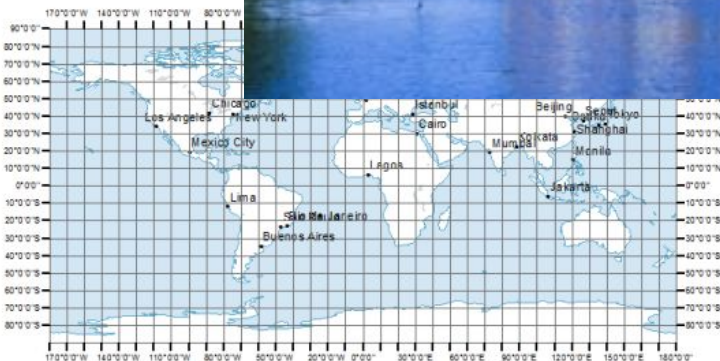 170°0'0"W 140°0'0"W 110°0'0"W 80°0'0"W
90°0'0"N
80°0'0"N
70°0'0"N
60°0'0"N
50°0'0"N
40°0'0"N 40°0'0"N
30°0'0"N 30°0'0"N
20°0'0"N 20°0'0"N
10°0'0"N 10°0'0"N
0°0'0" 0°0'0"
10°0'0"S 10°0'0"S
20°0'0"S 20°0'0"S
30°0'0"S 30°0'0"S
40°0'0"S 40°0'0"S
50°0'0"S 50°0'0"S
60°0'0"S 60°0'0"S
70°0'0"S 70°0'0"S
80°0'0"S 80°0'0"S
Chicago Istanbul Beijing Seoul
Los Angeles New York Cairo Tokyo
Shanghai
Mexico City Mumbai Kolkata
Lagos Manila
Lima Jakarta
Rio de Janeiro
Buenos Aires
170°0'0"W 140°0'0"W 110°0'0"W 80°0'0"W 50°0'0"W 20°0'0"W 0°0'0" 30°0'0"E 60°0'0"E 90°0'0"E 120°0'0"E 150°0'0"E 180°0'0"